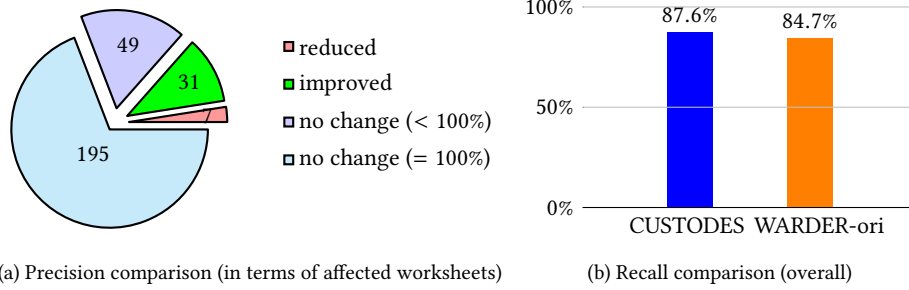 49
31
7
195
reduced
improved
no change (< 100%)
no change (= 100%)
(a) Precision comparison (in terms of affected worksheets)
100%
50%
0%
87.6%
84.7%
CUSTODES WARDER-ori
(b) Recall comparison (overall)